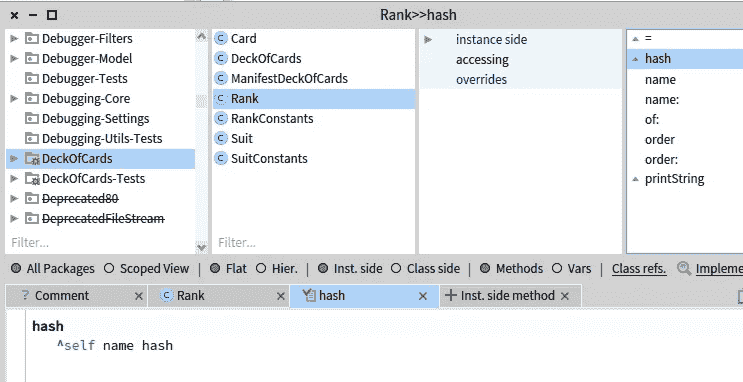 Rank>>hash
Debugger-Filters
Debugger-Model
Debugger-Tests
Debugging-Core
Debugging-Settings
Debugging-Utils-Tests
DeckOfCards
DeckOfCards-Tests
Deprecated80
DeprecatedFileStream
Filter...
Card
DeckOfCards
ManifestDeckOfCards
Rank
RankConstants
Suit
SuitConstants
Filter...
instance side
accessing
overrides
=
hash
name
name:
of:
order
order:
printString
All Packages Scoped View | Flat Hier. | Inst. side Class side | Methods Vars | Class refs. Impleme
? Comment × Rank × hash × + Inst. side method ×
hash
^self name hash